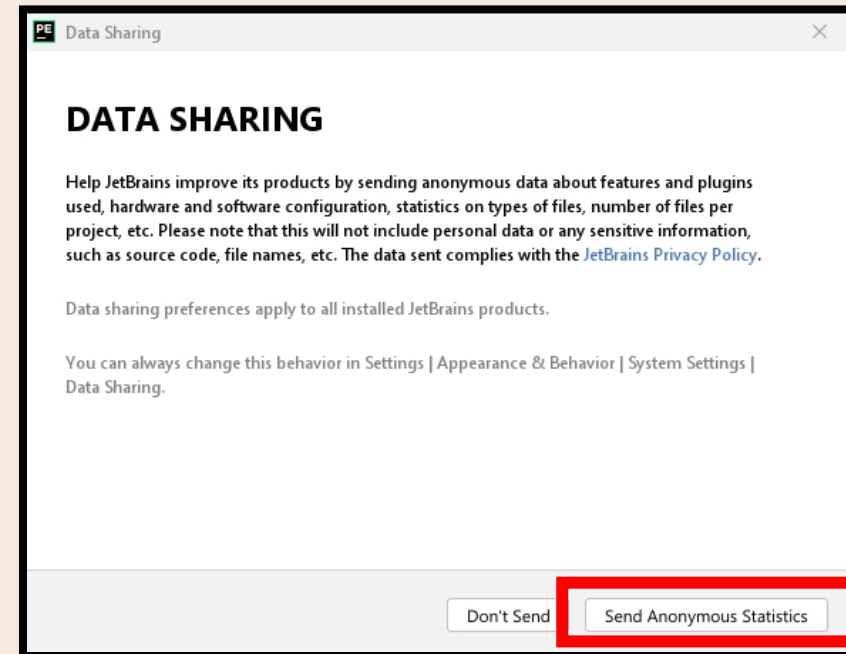 PE Data Sharing
DATA SHARING
Help JetBrains improve its products by sending anonymous data about features and plugins
used, hardware and software configuration, statistics on types of files, number of files per
project, etc. Please note that this will not include personal data or any sensitive information,
such as source code, file names, etc. The data sent complies with the JetBrains Privacy Policy.
Data sharing preferences apply to all installed JetBrains products.
You can always change this behavior in Settings | Appearance & Behavior | System Settings |
Data Sharing.
Don't Send Send Anonymous Statistics